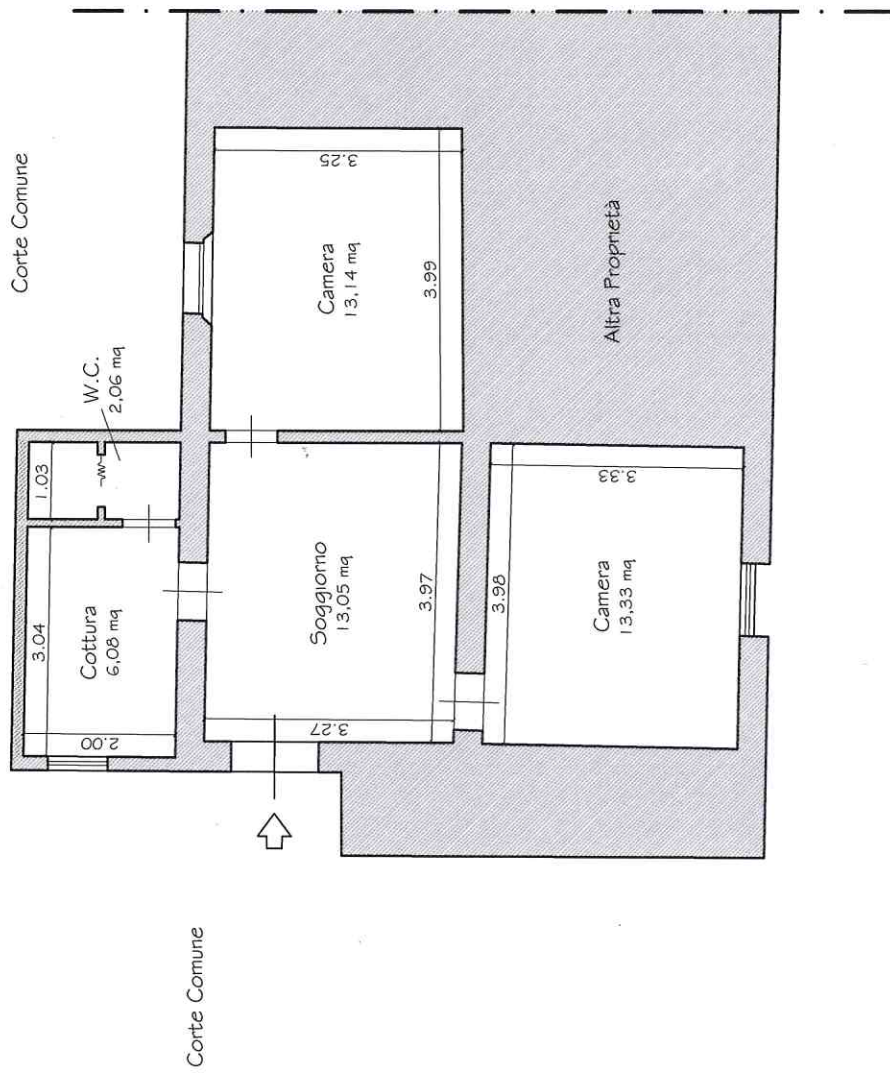 Corte Comune
W.C.
2,06 mq
1.03
3.04
Cottura
6,08 mq
2.00
Camera
13,14 mq
3.25
3.99
Soggiorno
13,05 mq
3.97
3.27
Altra Proprietà
3.33
3.98
Camera
13,33 mq
Corte Comune